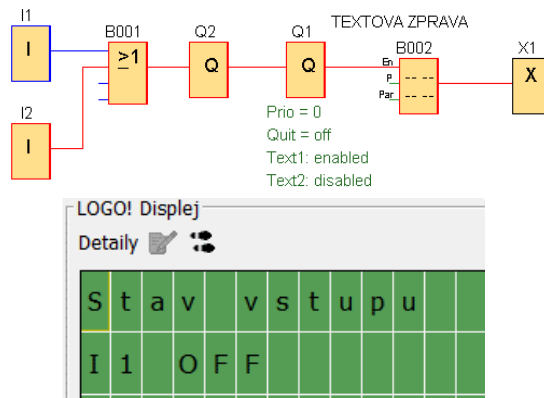 I1
B001
Q2
Q1
TEXTOVA ZPRAVA
B002
X1
I
≥1
Q
Q
En
P
Par
X
I2
I
Prio = 0
Quit = off
Text1: enabled
Text2: disabled
LOGO! Displej
Detaily
Stav vstupu
I1 OFF